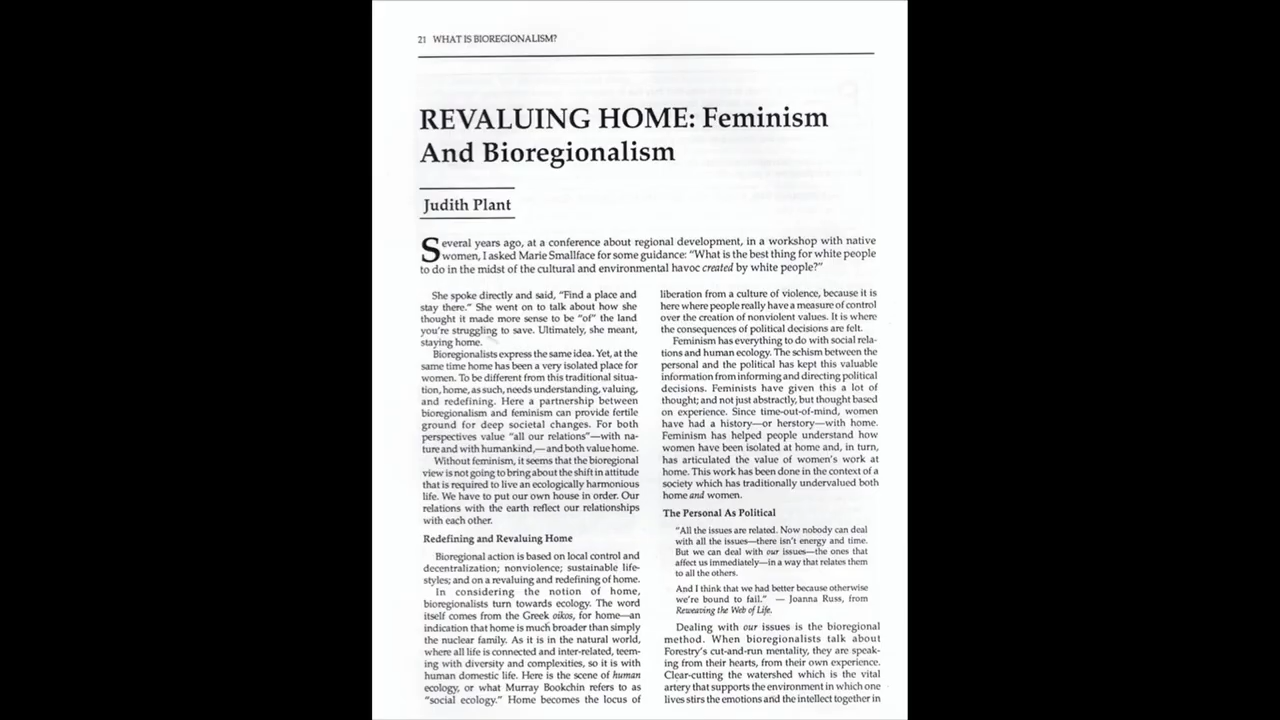 21 WHAT IS BIOREGIONALISM?
REVALUING HOME: Feminism
And Bioregionalism
Judith Plant
Several years ago, at a conference about regional development, in a workshop with native
women, I asked Marie Smallface for some guidance: “What is the best thing for white people
to do in the midst of the cultural and environmental havoc created by white people?”
She spoke directly and said, “Find a place and
stay there.” She went on to talk about how she
thought it made more sense to be “of” the land
you’re struggling to save. Ultimately, she meant,
staying home.
Bioregionalists express the same idea. Yet, at the
same time home has been a very isolated place for
women. To be different from this traditional situa-
tion, home, as such, needs understanding, valuing,
and redefining. Here a partnership between
bioregionalism and feminism can provide fertile
ground for deep societal changes. For both
perspectives value “all our relations”—with na-
ture and with humankind,—and both value home.
Without feminism, it seems that the bioregional
view is not going to bring about the shift in attitude
that is required to live an ecologically harmonious
life. We have to put our own house in order. Our
relations with the earth reflect our relationships
with each other.
Redefining and Revaluing Home
Bioregional action is based on local control and
decentralization; nonviolence; sustainable life-
styles; and on a revaluing and redefining of home.
In considering the notion of home,
bioregionalists turn towards ecology. The word
itself comes from the Greek oikos, for home—an
indication that home is much broader than simply
the nuclear family. As it is in the natural world,
where all life is connected and inter-related, teem-
ing with diversity and complexities, so it is with
human domestic life. Here is the scene of human
ecology, or what Murray Bookchin refers to as
“social ecology.” Home becomes the locus of
liberation from a culture of violence, because it is
here where people really have a measure of control
over the creation of nonviolent values. It is where
the consequences of political decisions are felt.
Feminism has everything to do with social rela-
tions and human ecology. The schism between the
personal and the political has kept this valuable
information from informing and directing political
decisions. Feminists have given this a lot of
thought; and not just abstractly, but thought based
on experience. Since time-out-of-mind, women
have had a history—or herstory—with home.
Feminism has helped people understand how
women have been isolated at home and, in turn,
has articulated the value of women’s work at
home. This work has been done in the context of a
society which has traditionally undervalued both
home and women.
The Personal As Political
“All the issues are related. Now nobody can deal
with all the issues—there isn’t energy and time.
But we can deal with our issues—the ones that
affect us immediately—in a way that relates them
to all the others.
And I think that we had better because otherwise
we’re bound to fail.” — Joanna Russ, from
Reweaving the Web of Life.
Dealing with our issues is the bioregional
method. When bioregionalists talk about
Forestry’s cut-and-run mentality, they are speak-
ing from their hearts, from their own experience.
Clear-cutting the watershed which is the vital
artery that supports the environment in which one
lives stirs the emotions and the intellect together in